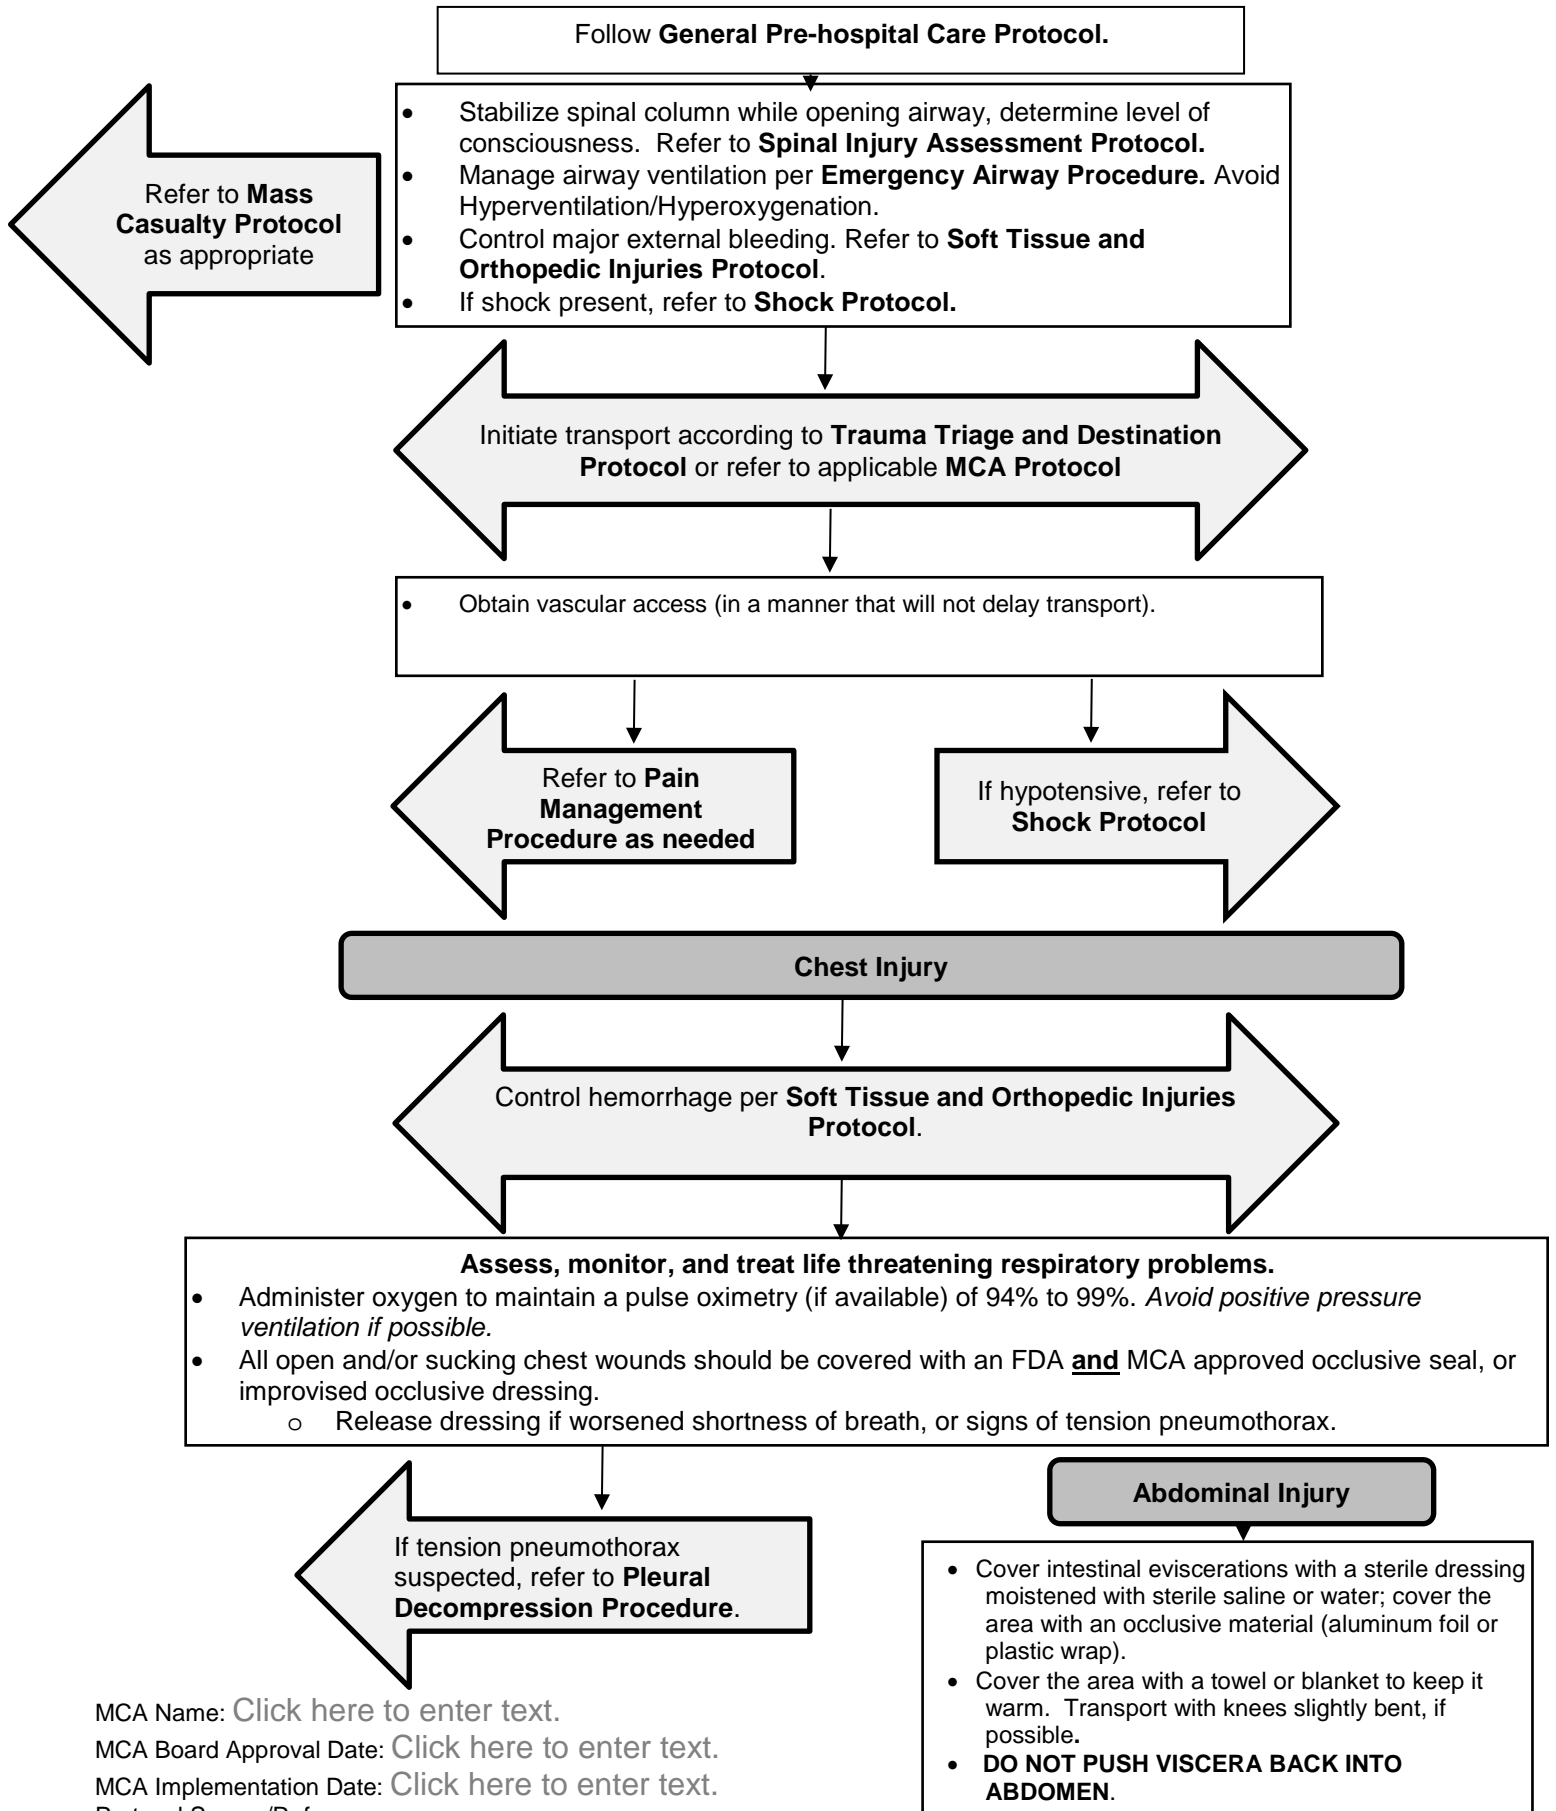 Follow General Pre-hospital Care Protocol.
• Stabilize spinal column while opening airway, determine level of
consciousness.  Refer to Spinal Injury Assessment Protocol.
• Manage airway ventilation per Emergency Airway Procedure. Avoid
Hyperventilation/Hyperoxygenation.
• Control major external bleeding. Refer to Soft Tissue and
Orthopedic Injuries Protocol.
• If shock present, refer to Shock Protocol.
Refer to Mass
Casualty Protocol
as appropriate
Initiate transport according to Trauma Triage and Destination
Protocol or refer to applicable MCA Protocol
• Obtain vascular access (in a manner that will not delay transport).
Refer to Pain
Management
Procedure as needed
If hypotensive, refer to
Shock Protocol
Chest Injury
Control hemorrhage per Soft Tissue and Orthopedic Injuries
Protocol.
Assess, monitor, and treat life threatening respiratory problems.
• Administer oxygen to maintain a pulse oximetry (if available) of 94% to 99%. Avoid positive pressure
ventilation if possible.
• All open and/or sucking chest wounds should be covered with an FDA and MCA approved occlusive seal, or
improvised occlusive dressing.
o Release dressing if worsened shortness of breath, or signs of tension pneumothorax.
If tension pneumothorax
suspected, refer to Pleural
Decompression Procedure.
Abdominal Injury
• Cover intestinal eviscerations with a sterile dressing
moistened with sterile saline or water; cover the
area with an occlusive material (aluminum foil or
plastic wrap).
• Cover the area with a towel or blanket to keep it
warm.  Transport with knees slightly bent, if
possible.
• DO NOT PUSH VISCERA BACK INTO
ABDOMEN.
MCA Name: Click here to enter text.
MCA Board Approval Date: Click here to enter text.
MCA Implementation Date: Click here to enter text.